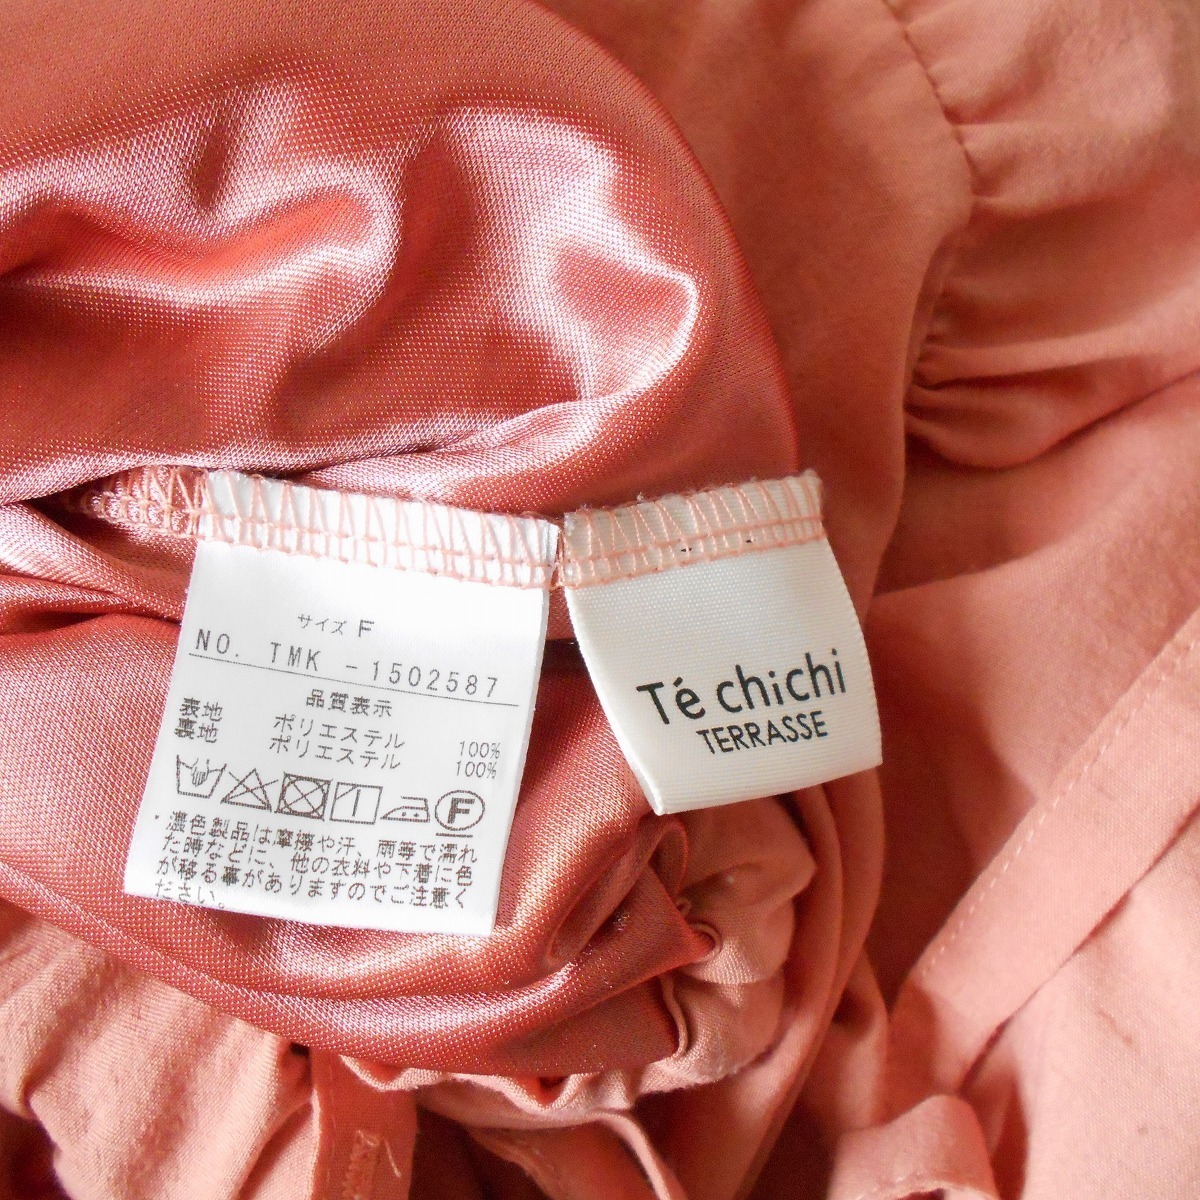 サイズ F
NO. TMK -1502587
品質表示
表地 ポリエステル 100%
裏地 ポリエステル 100%
F
・濃色製品は摩擦や汗、雨等で濡れ
た時などに、他の衣料や下着に色
が移る事がありますのでご注意く
ださい。
Té chichi
TERRASSE